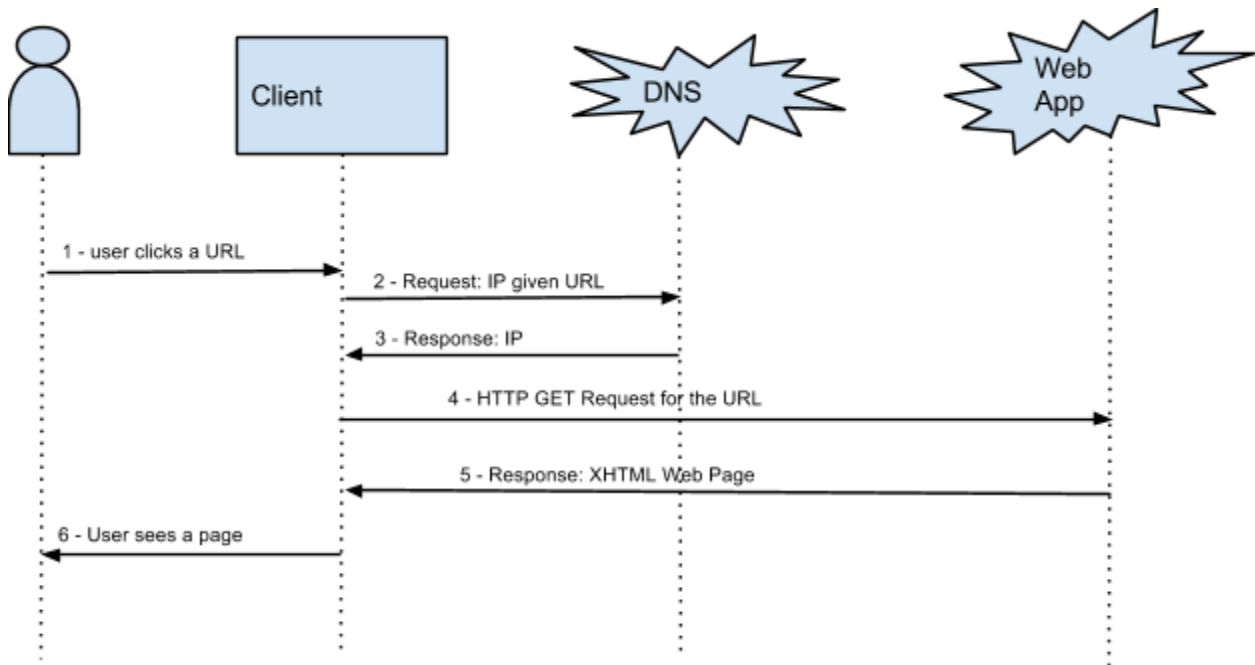 Client
DNS
Web
App
1 - user clicks a URL
2 - Request: IP given URL
3 - Response: IP
4 - HTTP GET Request for the URL
5 - Response: XHTML Web Page
6 - User sees a page